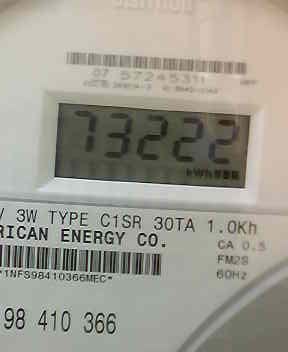 07 57245311
73222
kWh
V 3W TYPE C1SR 30TA 1.0Kh
RICAN ENERGY CO.
CA 0.5
FM2S
60Hz
*1NFS98410366MEC*
98 410 366